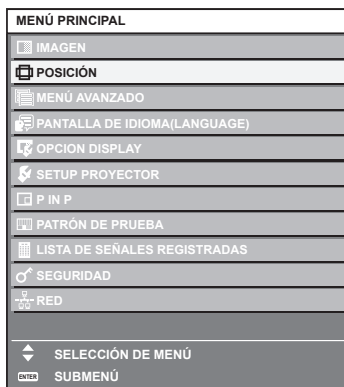 MENÚ PRINCIPAL
IMAGEN
POSICIÓN
MENÚ AVANZADO
PANTALLA DE IDIOMA(LANGUAGE)
OPCION DISPLAY
SETUP PROYECTOR
P IN P
PATRÓN DE PRUEBA
LISTA DE SEÑALES REGISTRADAS
SEGURIDAD
RED
SELECCIÓN DE MENÚ
ENTER SUBMENÚ